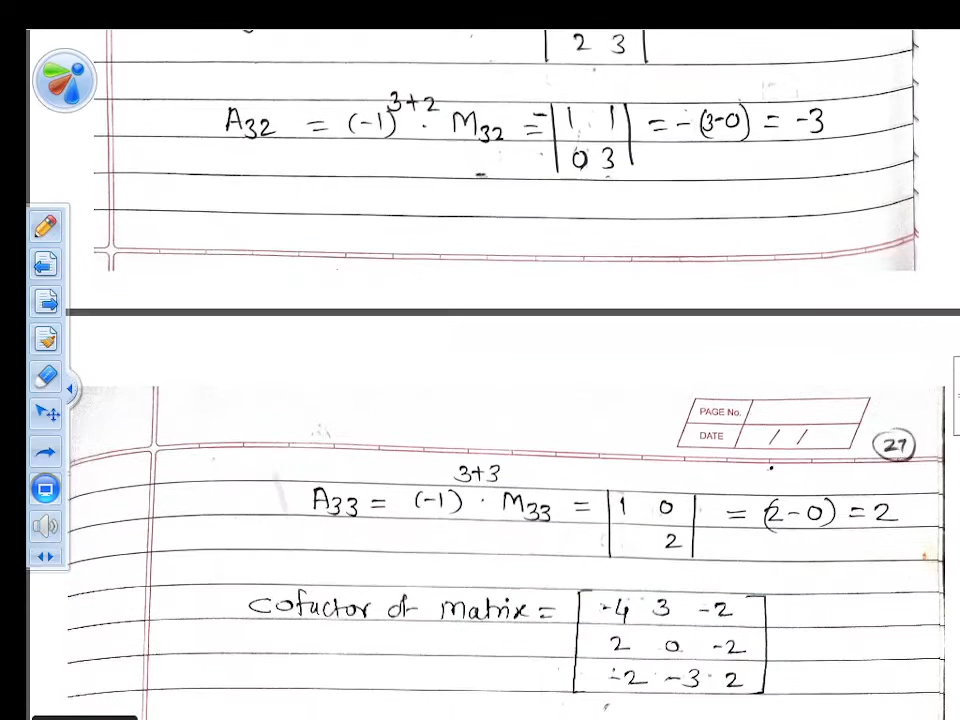 2 3
A32 = (-1)^3+2 . M32 = - | 1 1 | = -(3-0) = -3
0 3
PAGE No.
DATE / /
27
A33 = (-1)^3+3 . M33 = | 1 0 | = (2-0) = 2
2
Cofactor of matrix = [ -4 3 -2
2 0 -2
-2 -3 2 ]